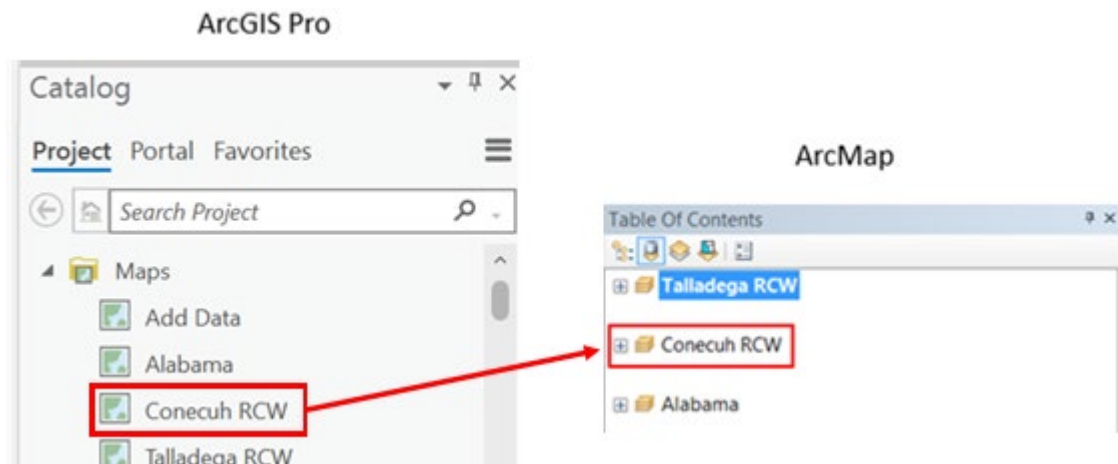 ArcGIS Pro
Catalog
Project Portal Favorites
Search Project
Maps
Add Data
Alabama
Conecuh RCW
Talladega RCW
ArcMap
Table Of Contents
Talladega RCW
Conecuh RCW
Alabama